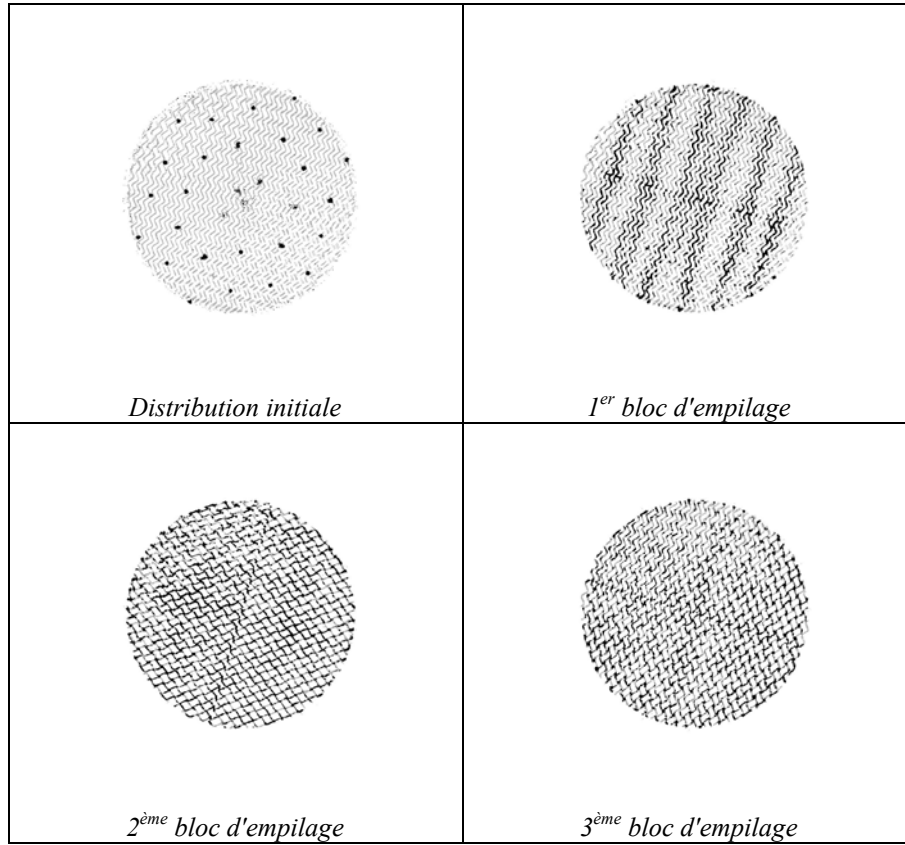 Distribution initiale
1er bloc d'empilage
2ème bloc d'empilage
3ème bloc d'empilage